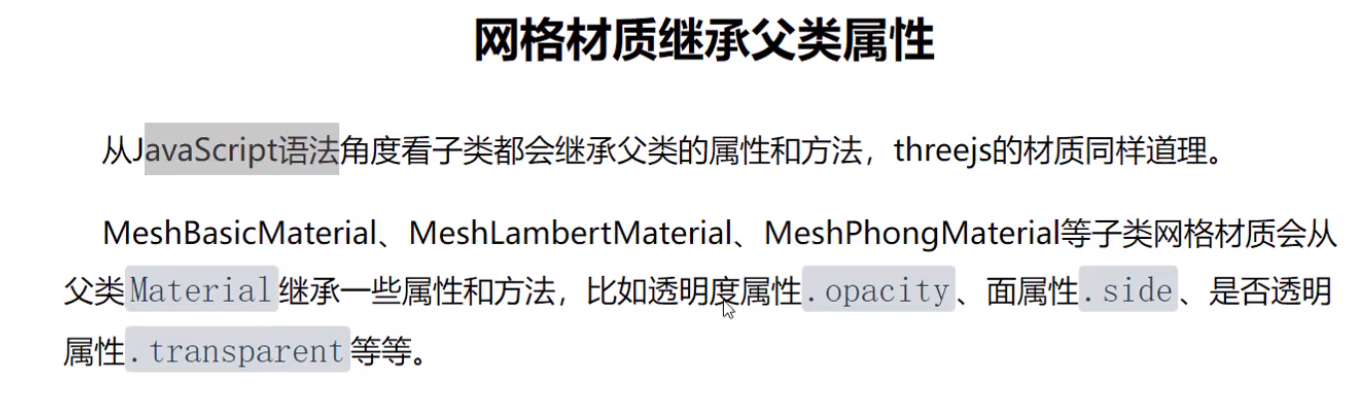 网格材质继承父类属性
从JavaScript语法角度看子类都会继承父类的属性和方法，threejs的材质同样道理。
MeshBasicMaterial、MeshLambertMaterial、MeshPhongMaterial等子类网格材质会从
父类Material继承一些属性和方法，比如透明度属性.opacity、面属性.side、是否透明
属性.transparent等等。